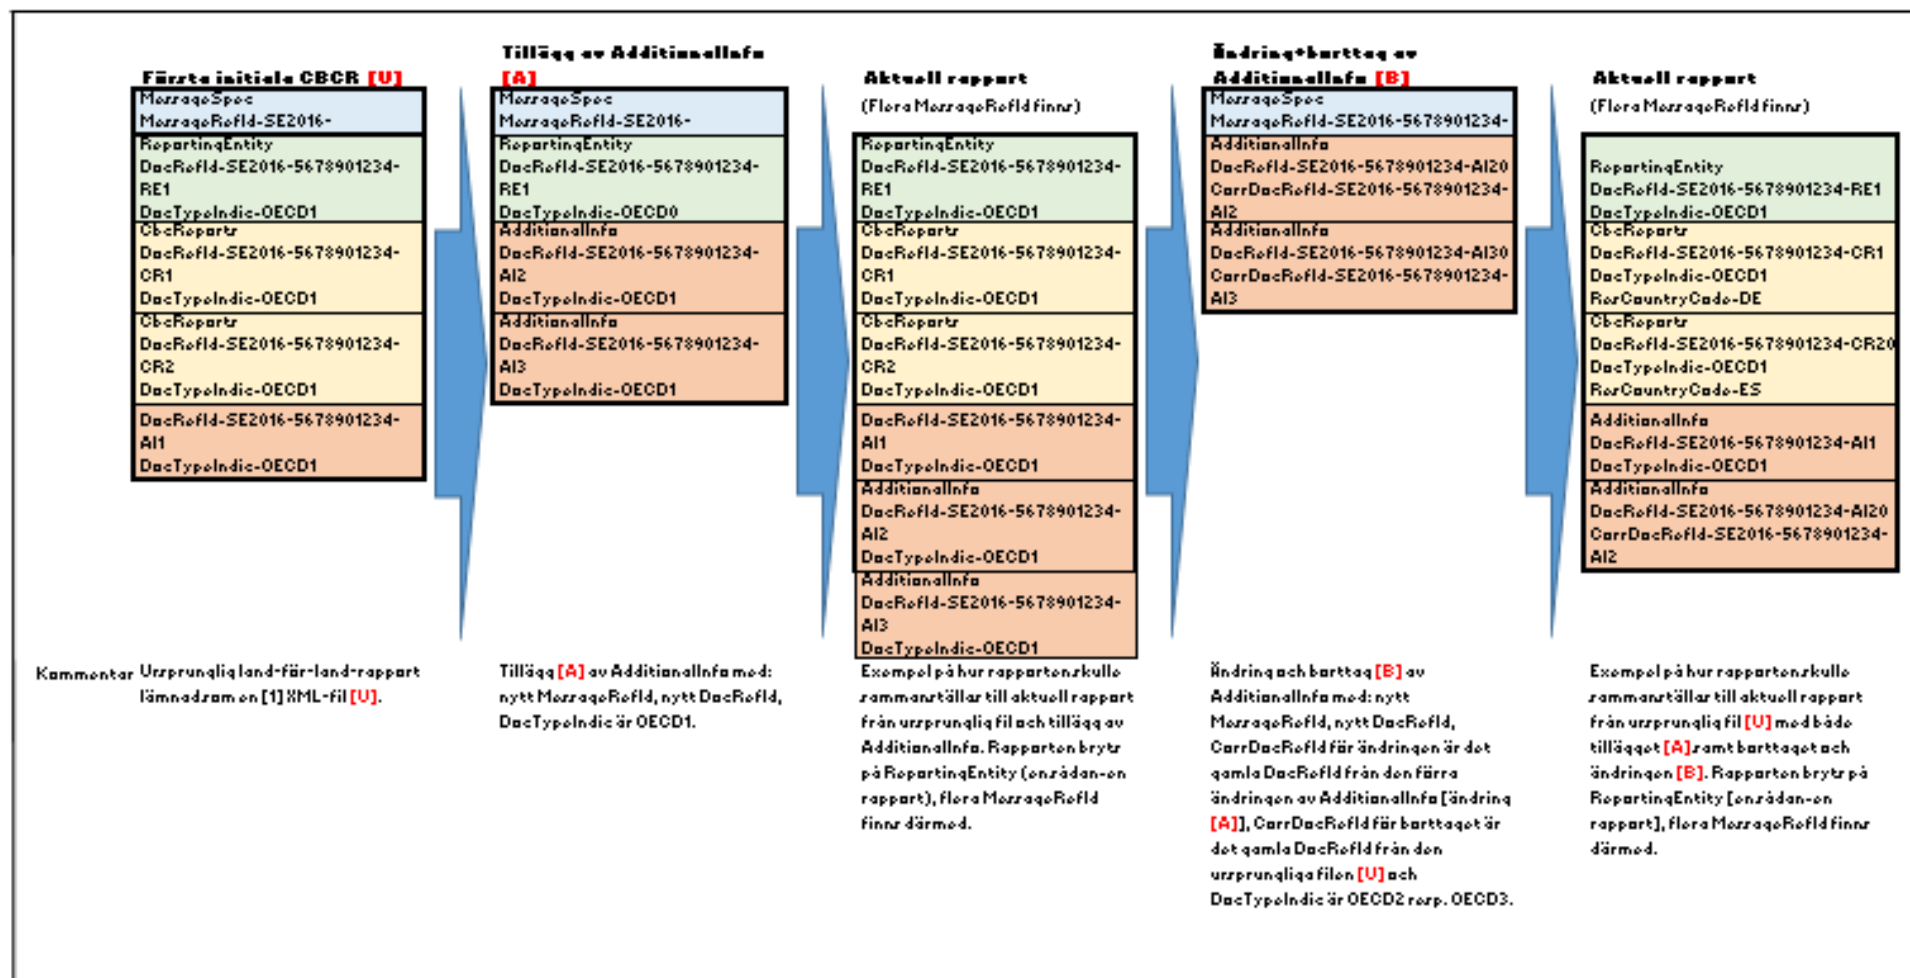 Första initiala CBCR [U]
MessageSpec
MessageRefId-SE2016-
ReportingEntity
DocRefId-SE2016-5678901234-
RE1
DocTypeIndic-OECD1
CbcReports
DocRefId-SE2016-5678901234-
CR1
DocTypeIndic-OECD1
CbcReports
DocRefId-SE2016-5678901234-
CR2
DocTypeIndic-OECD1
DocRefId-SE2016-5678901234-
AI1
DocTypeIndic-OECD1
Tillägg av AdditionalInfo
[A]
MessageSpec
MessageRefId-SE2016-
ReportingEntity
DocRefId-SE2016-5678901234-
RE1
DocTypeIndic-OECD0
AdditionalInfo
DocRefId-SE2016-5678901234-
AI2
DocTypeIndic-OECD1
AdditionalInfo
DocRefId-SE2016-5678901234-
AI3
DocTypeIndic-OECD1
Aktuell rapport
(Flera MessageRefId finns)
ReportingEntity
DocRefId-SE2016-5678901234-
RE1
DocTypeIndic-OECD1
CbcReports
DocRefId-SE2016-5678901234-
CR1
DocTypeIndic-OECD1
CbcReports
DocRefId-SE2016-5678901234-
CR2
DocTypeIndic-OECD1
DocRefId-SE2016-5678901234-
AI1
DocTypeIndic-OECD1
AdditionalInfo
DocRefId-SE2016-5678901234-
AI2
DocTypeIndic-OECD1
AdditionalInfo
DocRefId-SE2016-5678901234-
AI3
DocTypeIndic-OECD1
Ändring+borttag av
AdditionalInfo [B]
MessageSpec
MessageRefId-SE2016-5678901234-
AdditionalInfo
DocRefId-SE2016-5678901234-AI20
CorrDocRefId-SE2016-5678901234-
AI2
AdditionalInfo
DocRefId-SE2016-5678901234-AI30
CorrDocRefId-SE2016-5678901234-
AI3
Aktuell rapport
(Flera MessageRefId finns)
ReportingEntity
DocRefId-SE2016-5678901234-RE1
DocTypeIndic-OECD1
CbcReports
DocRefId-SE2016-5678901234-CR1
DocTypeIndic-OECD1
ResCountryCode-DE
CbcReports
DocRefId-SE2016-5678901234-CR20
DocTypeIndic-OECD1
ResCountryCode-ES
AdditionalInfo
DocRefId-SE2016-5678901234-AI1
DocTypeIndic-OECD1
AdditionalInfo
DocRefId-SE2016-5678901234-AI20
CorrDocRefId-SE2016-5678901234-
AI2
Kommentar
Ursprunglig land-för-land-rapport
lämnad som en [1] XML-fil [U].
Tillägg [A] av AdditionalInfo med:
nytt MessageRefId, nytt DocRefId,
DocTypeIndic är OECD1.
Exempel på hur rapporten skulle
sammanställas till aktuell rapport
från ursprunglig fil och tillägg av
AdditionalInfo. Rapporten bryts
på ReportingEntity (en sådan-en
rapport), flera MessageRefId
finns därmed.
Ändring och borttag [B] av
AdditionalInfo med: nytt
MessageRefId, nytt DocRefId,
CorrDocRefId för ändringen är det
gamla DocRefId från den förra
ändringen av AdditionalInfo [ändring
[A]], CorrDocRefId för borttaget är
det gamla DocRefId från den
ursprungliga filen [U] och
DocTypeIndic är OECD2 resp. OECD3.
Exempel på hur rapporten skulle
sammanställas till aktuell rapport
från ursprunglig fil [U] med både
tillägget [A] samt borttaget och
ändringen [B]. Rapporten bryts på
ReportingEntity [en sådan-en
rapport], flera MessageRefId finns
därmed.